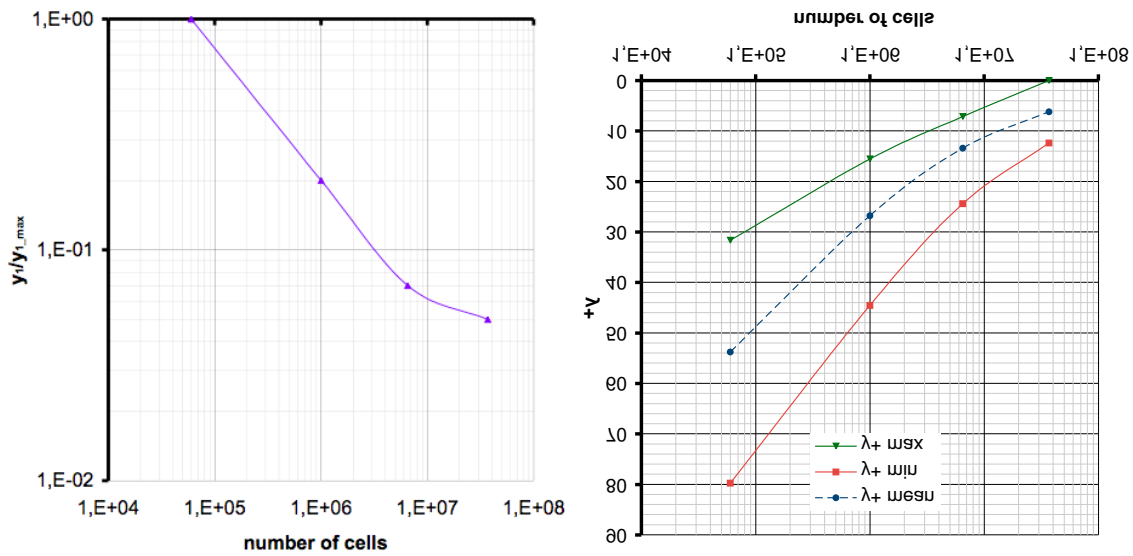 1,E+00
1,E-01
1,E-02
y1/y1_max
1,E+04 1,E+05 1,E+06 1,E+07 1,E+08
number of cells
number of cells
1,E+04 1,E+05 1,E+06 1,E+07 1,E+08
0
10
20
30
40
50
60
70
80
90
y+
y+ max
y+ min
y+ mean